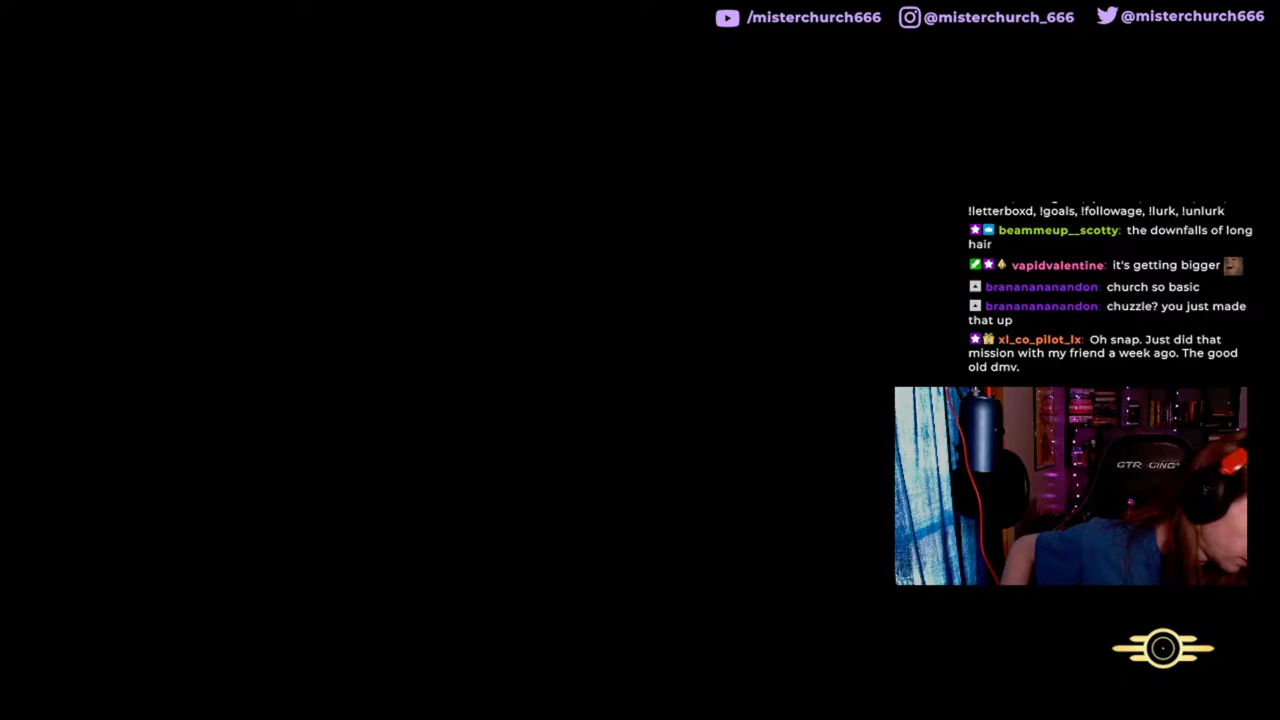 /misterchurch666 @misterchurch_666 @misterchurch666
!letterboxd, !goals, !followage, !lurk, !unlurk
beammeup__scotty: the downfalls of long
hair
vapidvalentine: it's getting bigger
brananananandon: church so basic
brananananandon: chuzzle? you just made
that up
xl_co_pilot_lx: Oh snap. Just did that
mission with my friend a week ago. The good
old dmv.
GTRACING